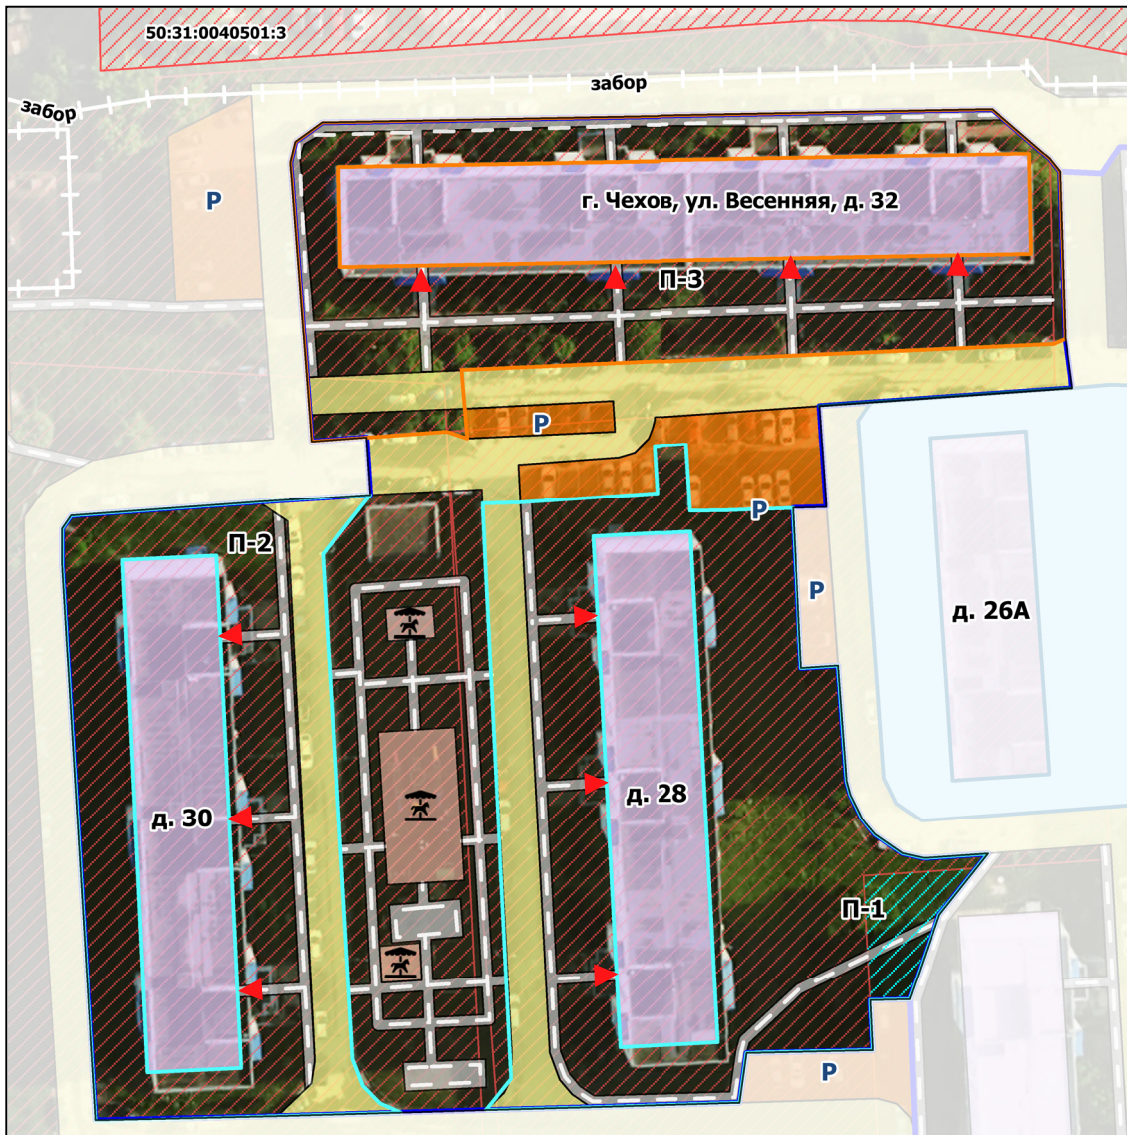 50:31:0040501:3
забор
забор
Р
г. Чехов, ул. Весенняя, д. 32
П-3
Р
Р
П-2
Р
д. 26А
д. 28
д. 30
П-1
Р